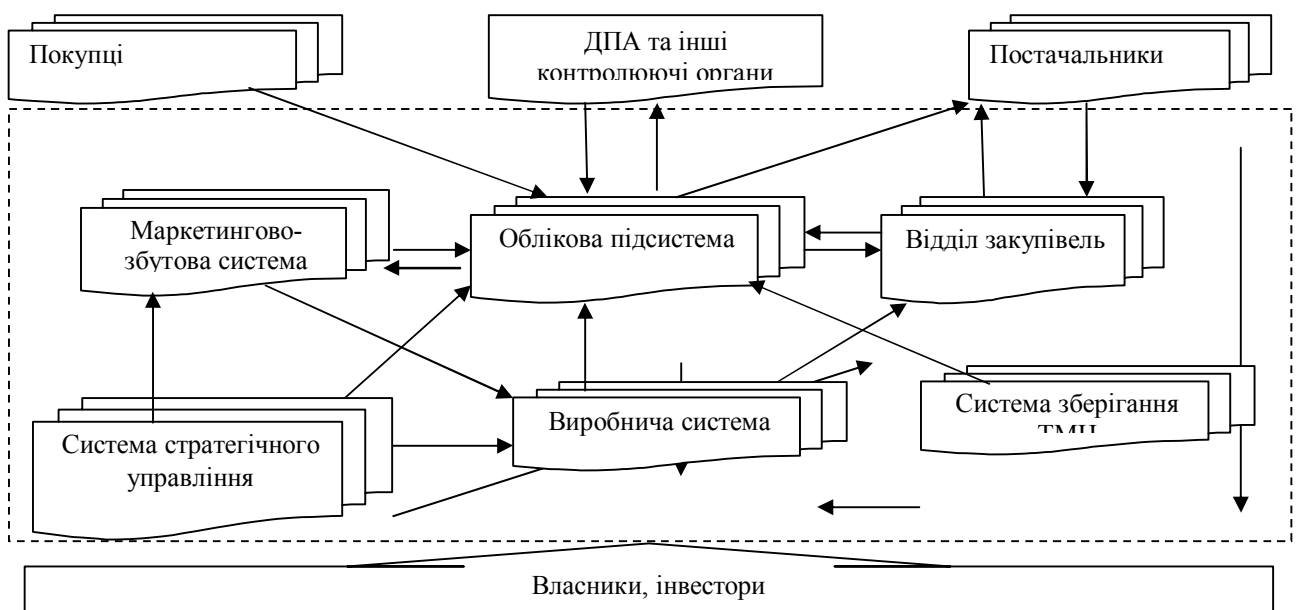 Покупці
ДПА та інші
контролюючі органи
Постачальники
Маркетингово-
збутова система
Облікова підсистема
Відділ закупівель
Система стратегічного
управління
Виробнича система
Система зберігання
ТМЦ
Власники, інвестори